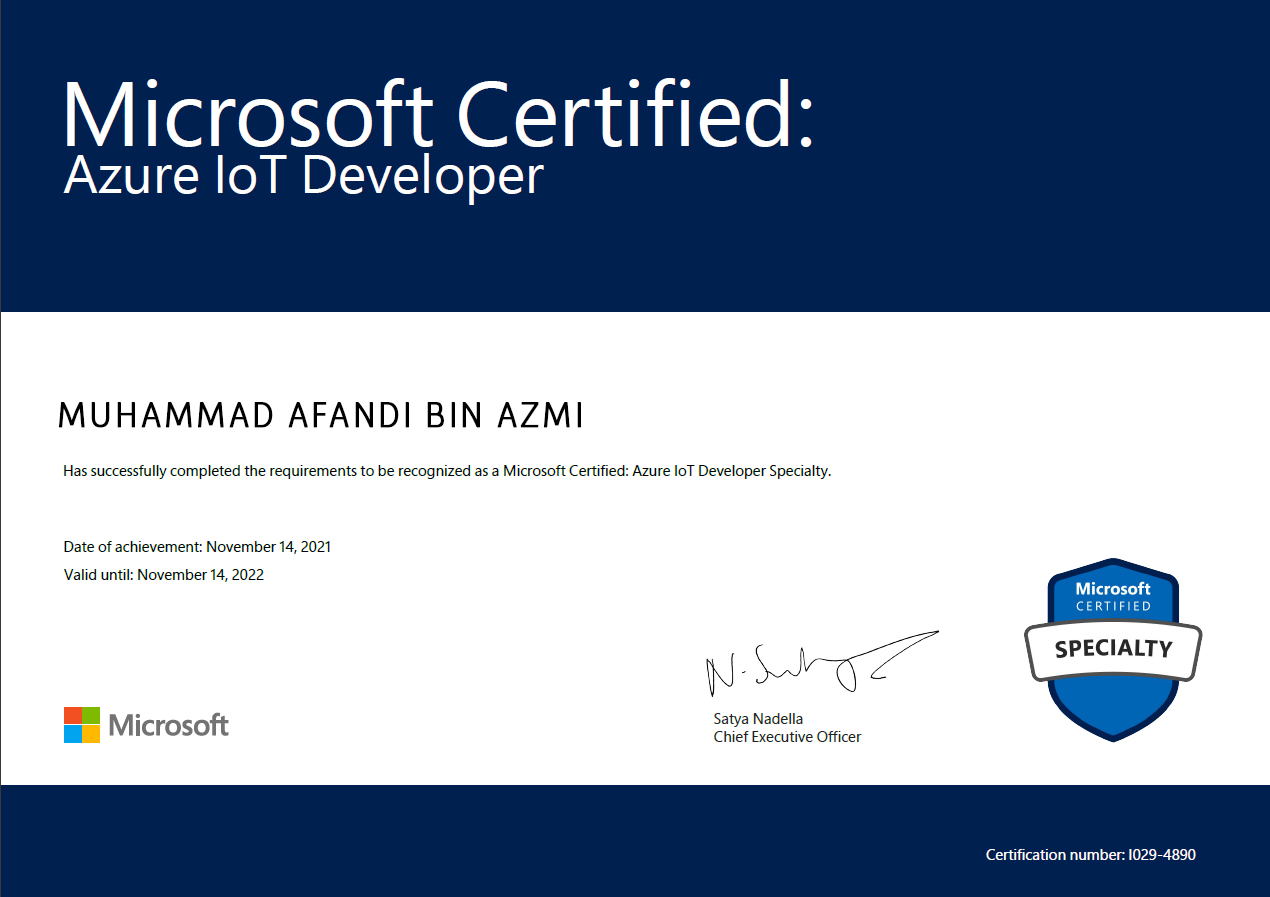 Microsoft Certified:
Azure IoT Developer
MUHAMMAD AFANDI BIN AZMI
Has successfully completed the requirements to be recognized as a Microsoft Certified: Azure IoT Developer Specialty.
Date of achievement: November 14, 2021
Valid until: November 14, 2022
Microsoft
CERTIFIED
SPECIALTY
N. Satya
Satya Nadella
Chief Executive Officer
Microsoft
Certification number: I029-4890